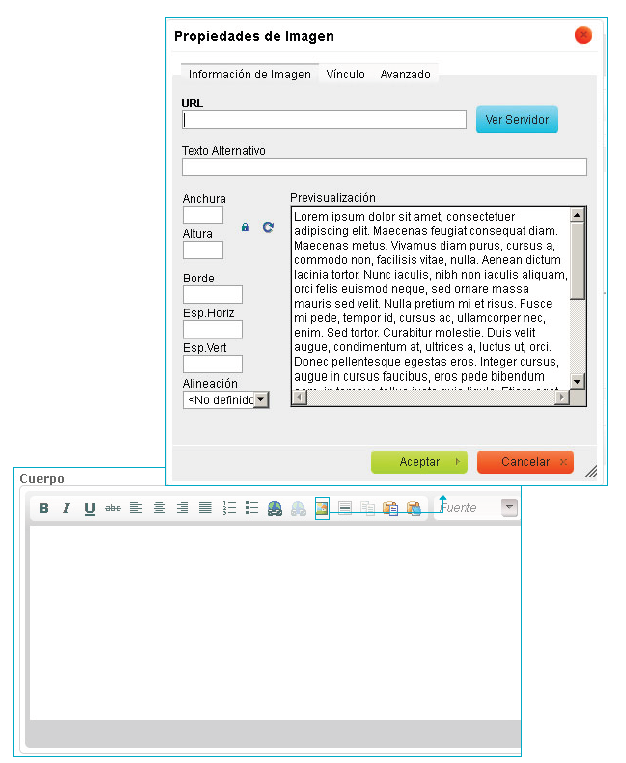 Propiedades de Imagen
Información de Imagen Vínculo Avanzado
URL
Ver Servidor
Texto Alternativo
Anchura
Altura
Borde
Esp.Horiz
Esp.Vert
Alineación
<No definido
Previsualización
Lorem ipsum dolor sit amet, consectetuer
adipiscing elit. Maecenas feugiat consequat diam.
Maecenas metus. Vivamus diam purus, cursus a,
commodo non, facilisis vitae, nulla. Aenean dictum
lacinia tortor. Nunc iaculis, nibh non iaculis aliquam,
orci felis euismod neque, sed ornare massa
mauris sed velit. Nulla pretium mi et risus. Fusce
mi pede, tempor id, cursus ac, ullamcorper nec,
enim. Sed tortor. Curabitur molestie. Duis velit
augue, condimentum at, ultrices a, luctus ut, orci.
Donec pellentesque egestas eros. Integer cursus,
augue in cursus faucibus, eros pede bibendum
Aceptar Cancelar
Cuerpo
B I U abc Fuente